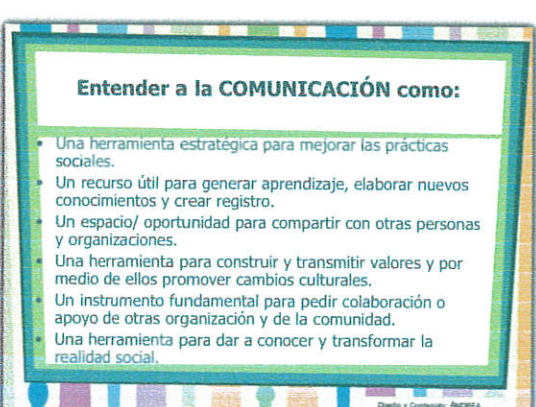 Entender a la COMUNICACIÓN como:
• Una herramienta estratégica para mejorar las prácticas
sociales.
• Un recurso útil para generar aprendizaje, elaborar nuevos
conocimientos y crear registro.
• Un espacio/ oportunidad para compartir con otras personas
y organizaciones.
• Una herramienta para construir y transmitir valores y por
medio de ellos promover cambios culturales.
• Un instrumento fundamental para pedir colaboración o
apoyo de otras organización y de la comunidad.
• Una herramienta para dar a conocer y transformar la
realidad social.
Diseño y Contenido: ANDREA